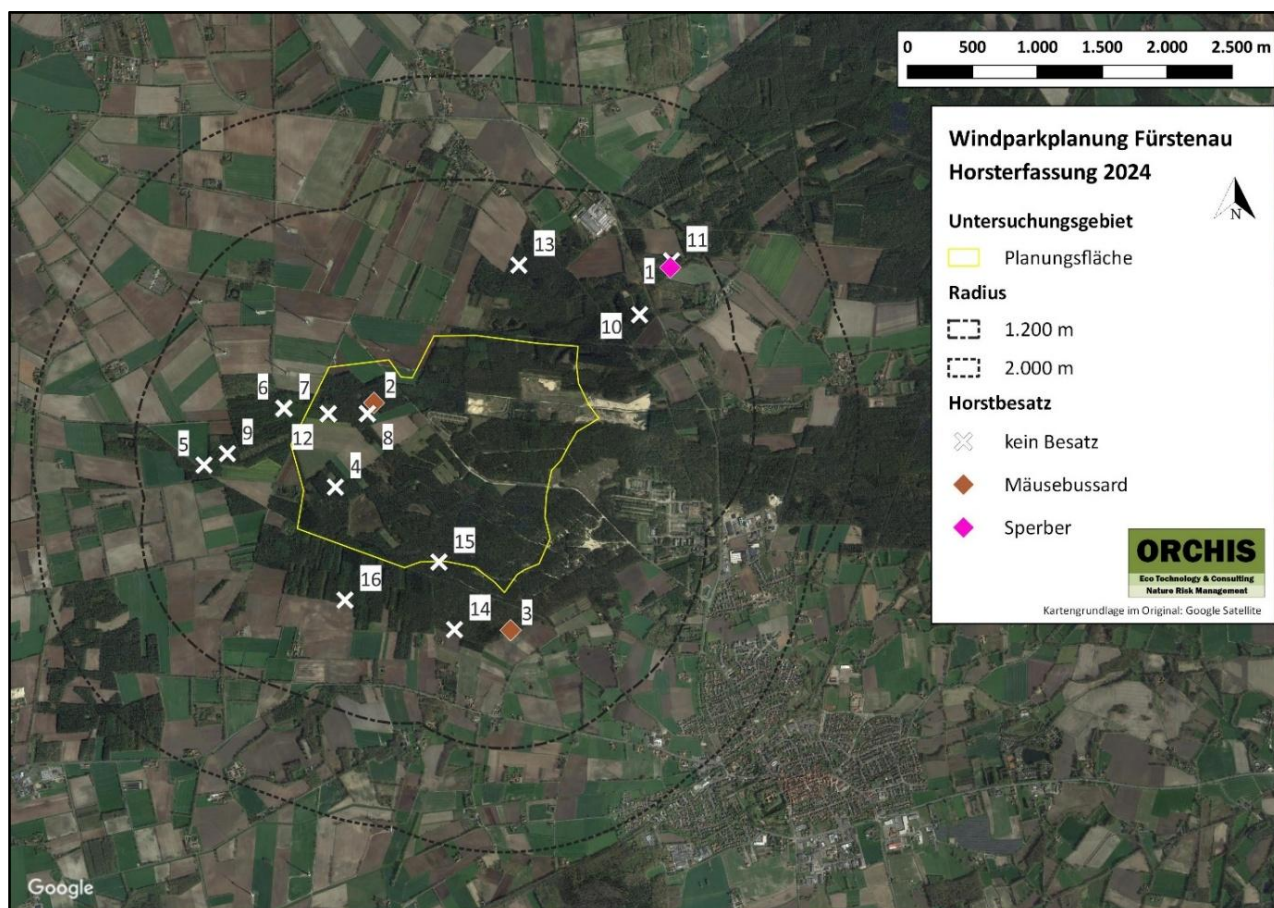 0 500 1.000 1.500 2.000 2.500 m
Windparkplanung Fürstenau
Horsterfassung 2024
N
Untersuchungsgebiet
Planungsfläche
Radius
1.200 m
2.000 m
Horstbesatz
kein Besatz
Mäusebussard
Sperber
ORCHIS
Eco Technology & Consulting
Nature Risk Management
Kartengrundlage im Original: Google Satellite
11
13
1
10
2
6
7
12
8
9
5
4
15
16
14
3
Google